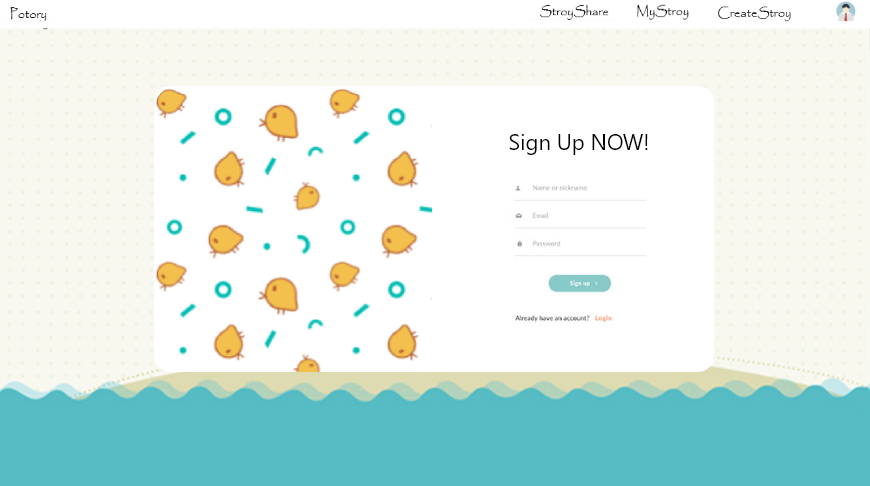 Potory
StroyShare MyStroy CreateStroy
Sign Up NOW!
Name or nickname
Email
Password
Sign up ›
Already have an account? Login